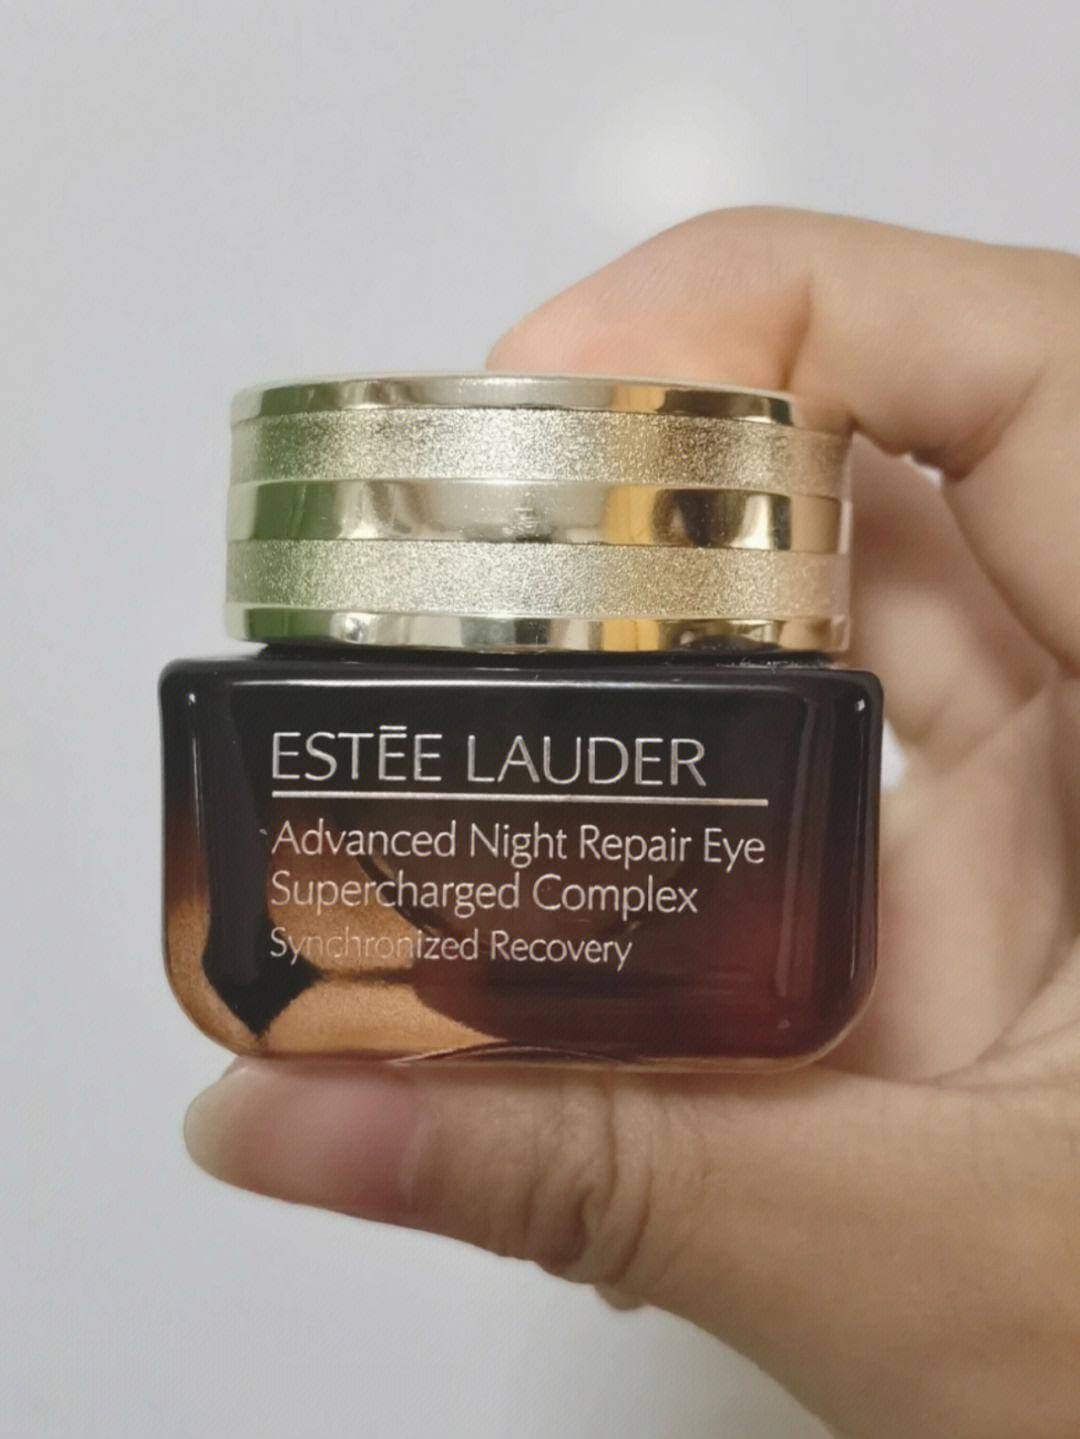 ESTĒE LAUDER
Advanced Night Repair Eye
Supercharged Complex
Synchronized Recovery